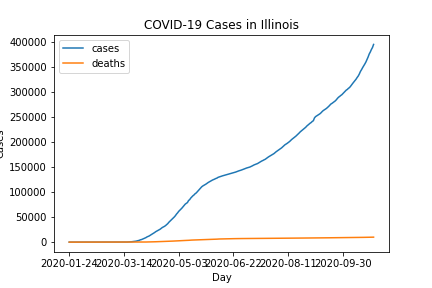 COVID-19 Cases in Illinois
cases
deaths
400000
350000
300000
250000
200000
150000
100000
50000
0
cases
2020-01-24 2020-03-14 2020-05-03 2020-06-22 2020-08-11 2020-09-30
Day